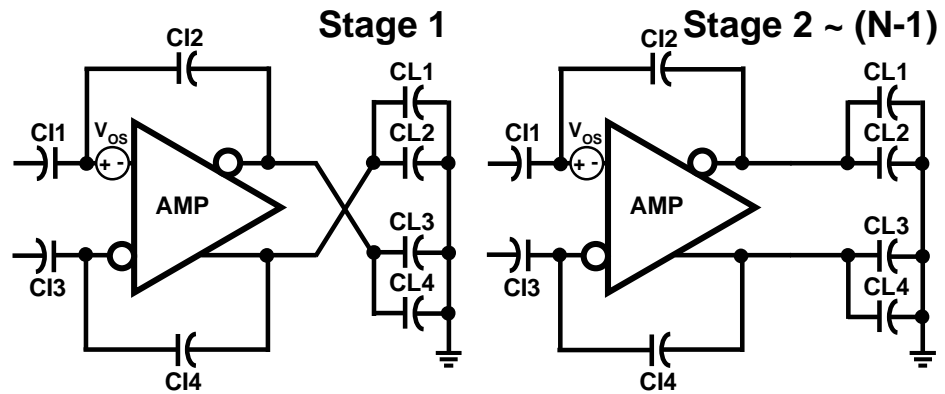 Stage 1
CI2
CL1
CI1
VOS
+ -
CL2
AMP
CL3
CI3
CL4
CI4
Stage 2 ~ (N-1)
CI2
CL1
CI1
VOS
+ -
CL2
AMP
CL3
CI3
CL4
CI4